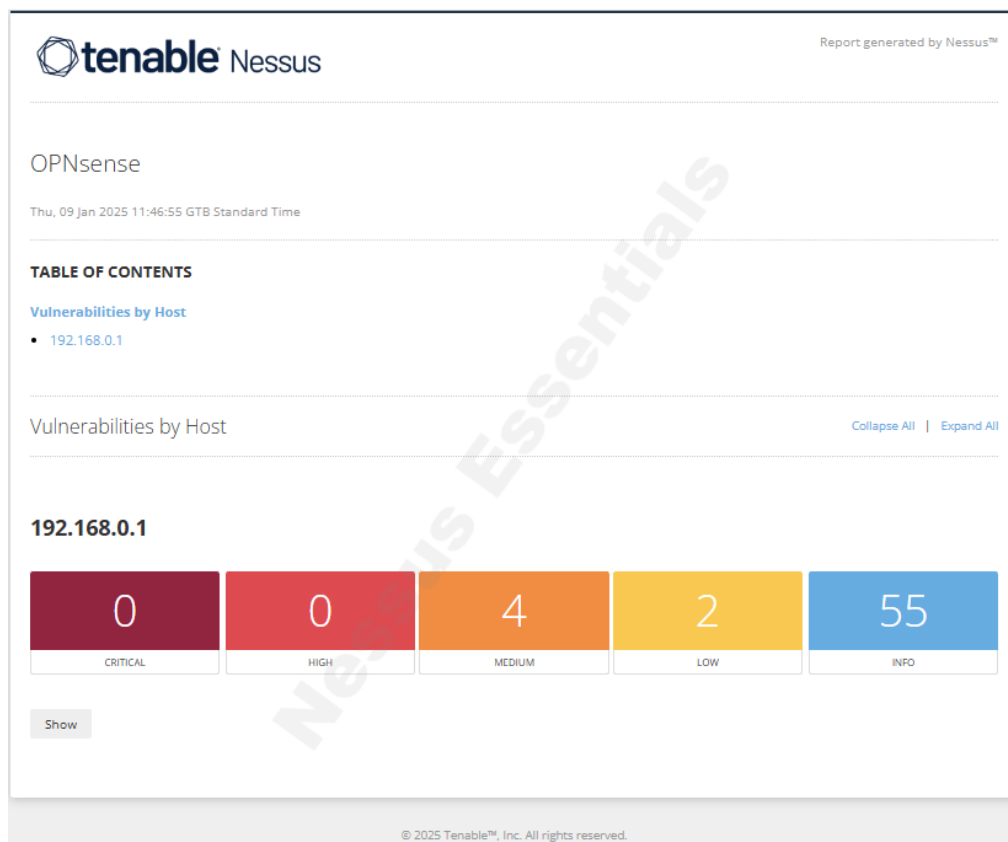 tenable Nessus
Report generated by Nessus™
OPNsense
Thu, 09 Jan 2025 11:46:55 GTB Standard Time
TABLE OF CONTENTS
Vulnerabilities by Host
• 192.168.0.1
Vulnerabilities by Host
Collapse All | Expand All
192.168.0.1
0 0 4 2 55
CRITICAL HIGH MEDIUM LOW INFO
Show
Nessus Essentials
© 2025 Tenable™, Inc. All rights reserved.